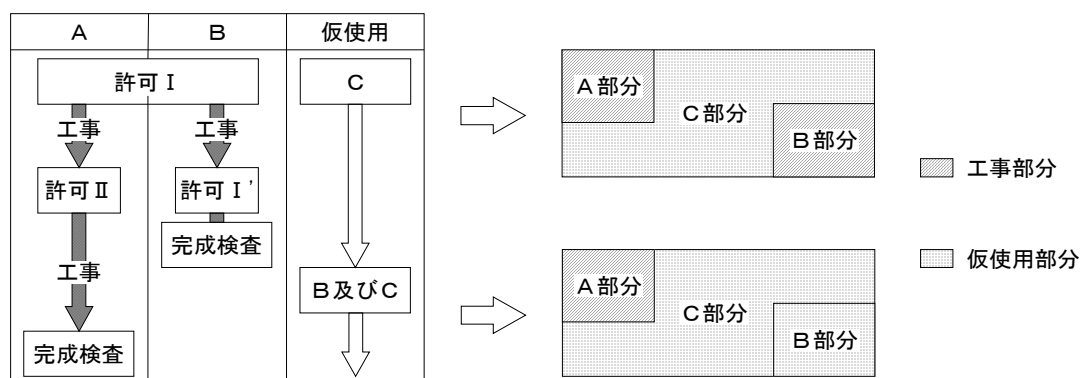 A B 仮使用
許可Ⅰ C
工事 工事
許可Ⅱ 許可Ⅰ'
完成検査
工事
B及びC
完成検査
A部分
C部分
B部分
工事部分
A部分
C部分
B部分
仮使用部分